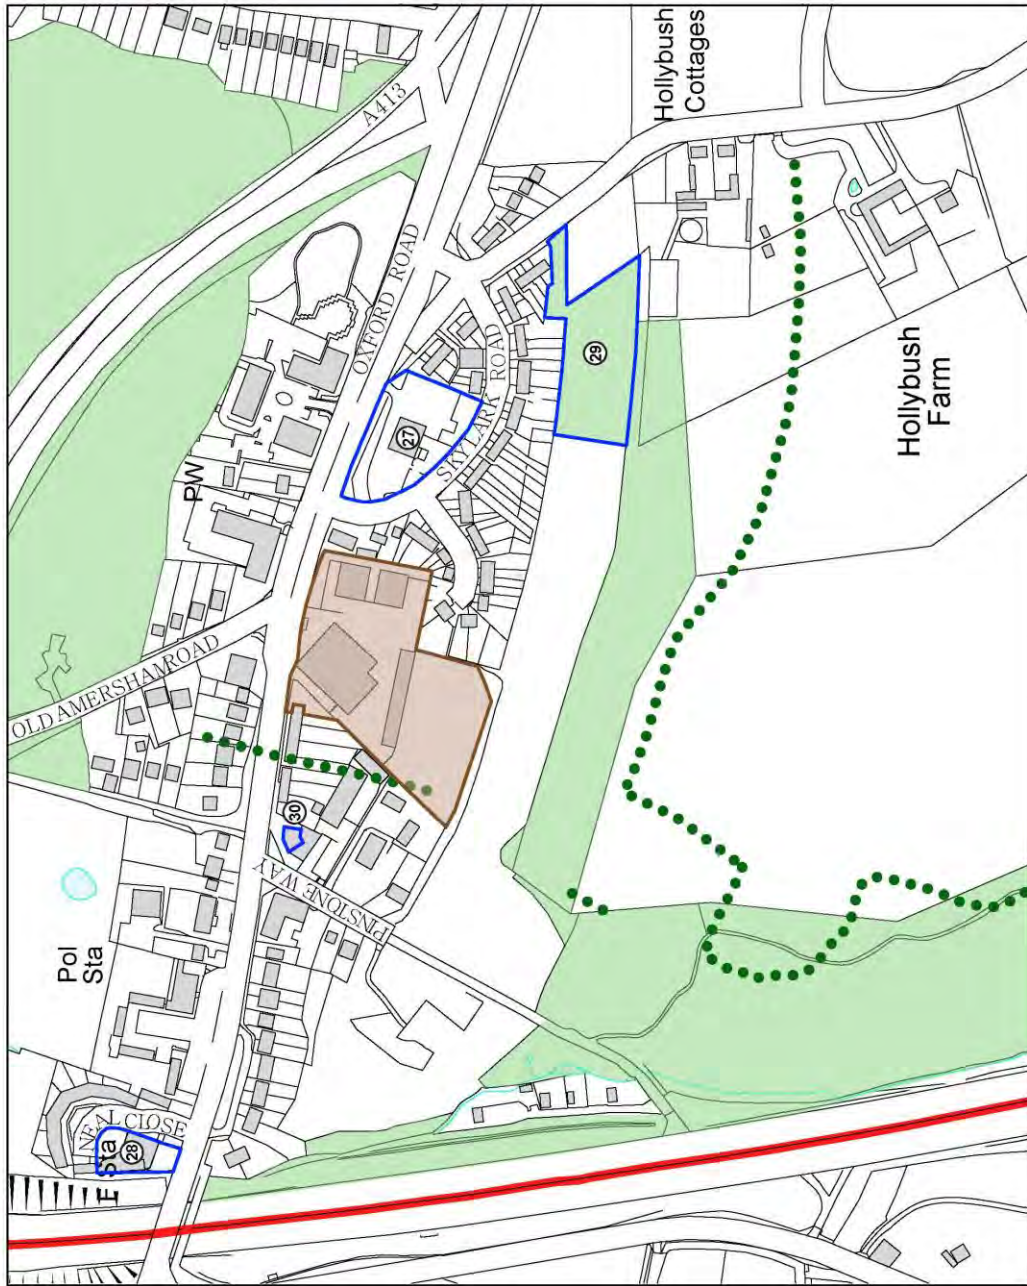 A413
Hollybush
Cottages
OXFORD ROAD
29
27
SKYLARK ROAD
PW
Hollybush
Farm
OLD AMERSHAM ROAD
30
PINSTONE WAY
Pol
Sta
NEAL CLOSE
28
Sta